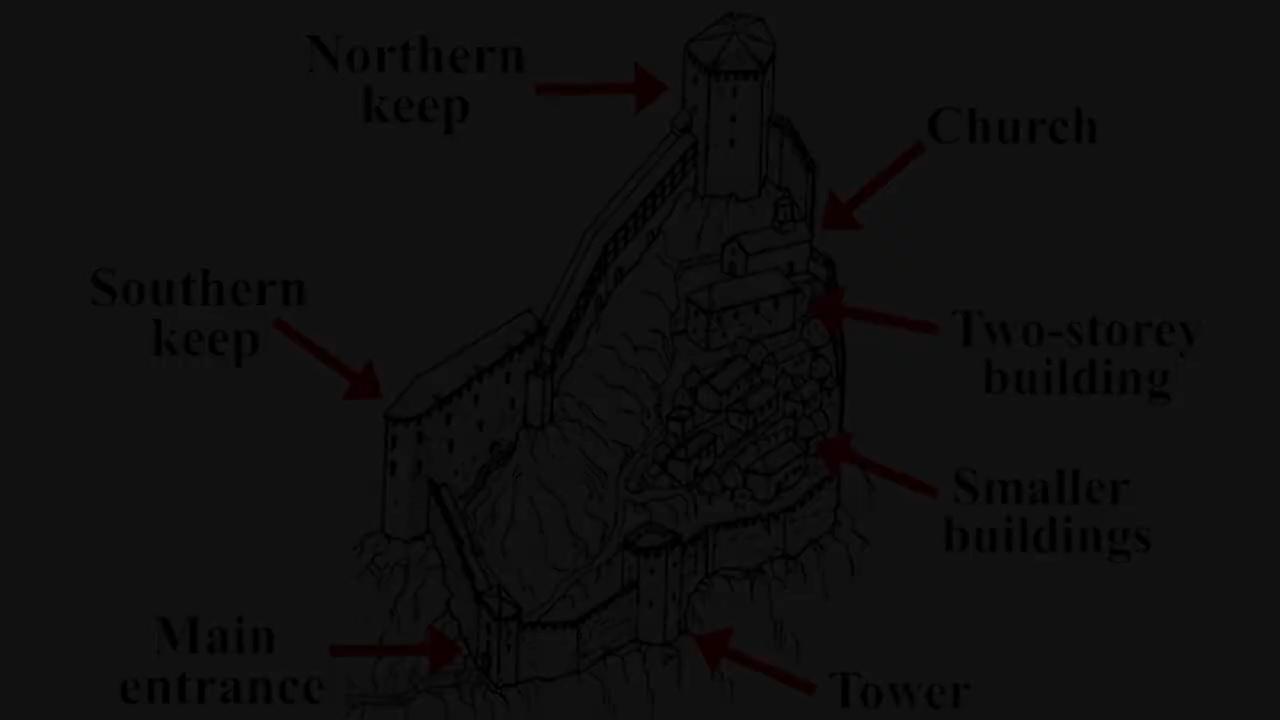 Northern
keep
Church
Southern
keep
Two-storey
building
Smaller
buildings
Main
entrance
Tower